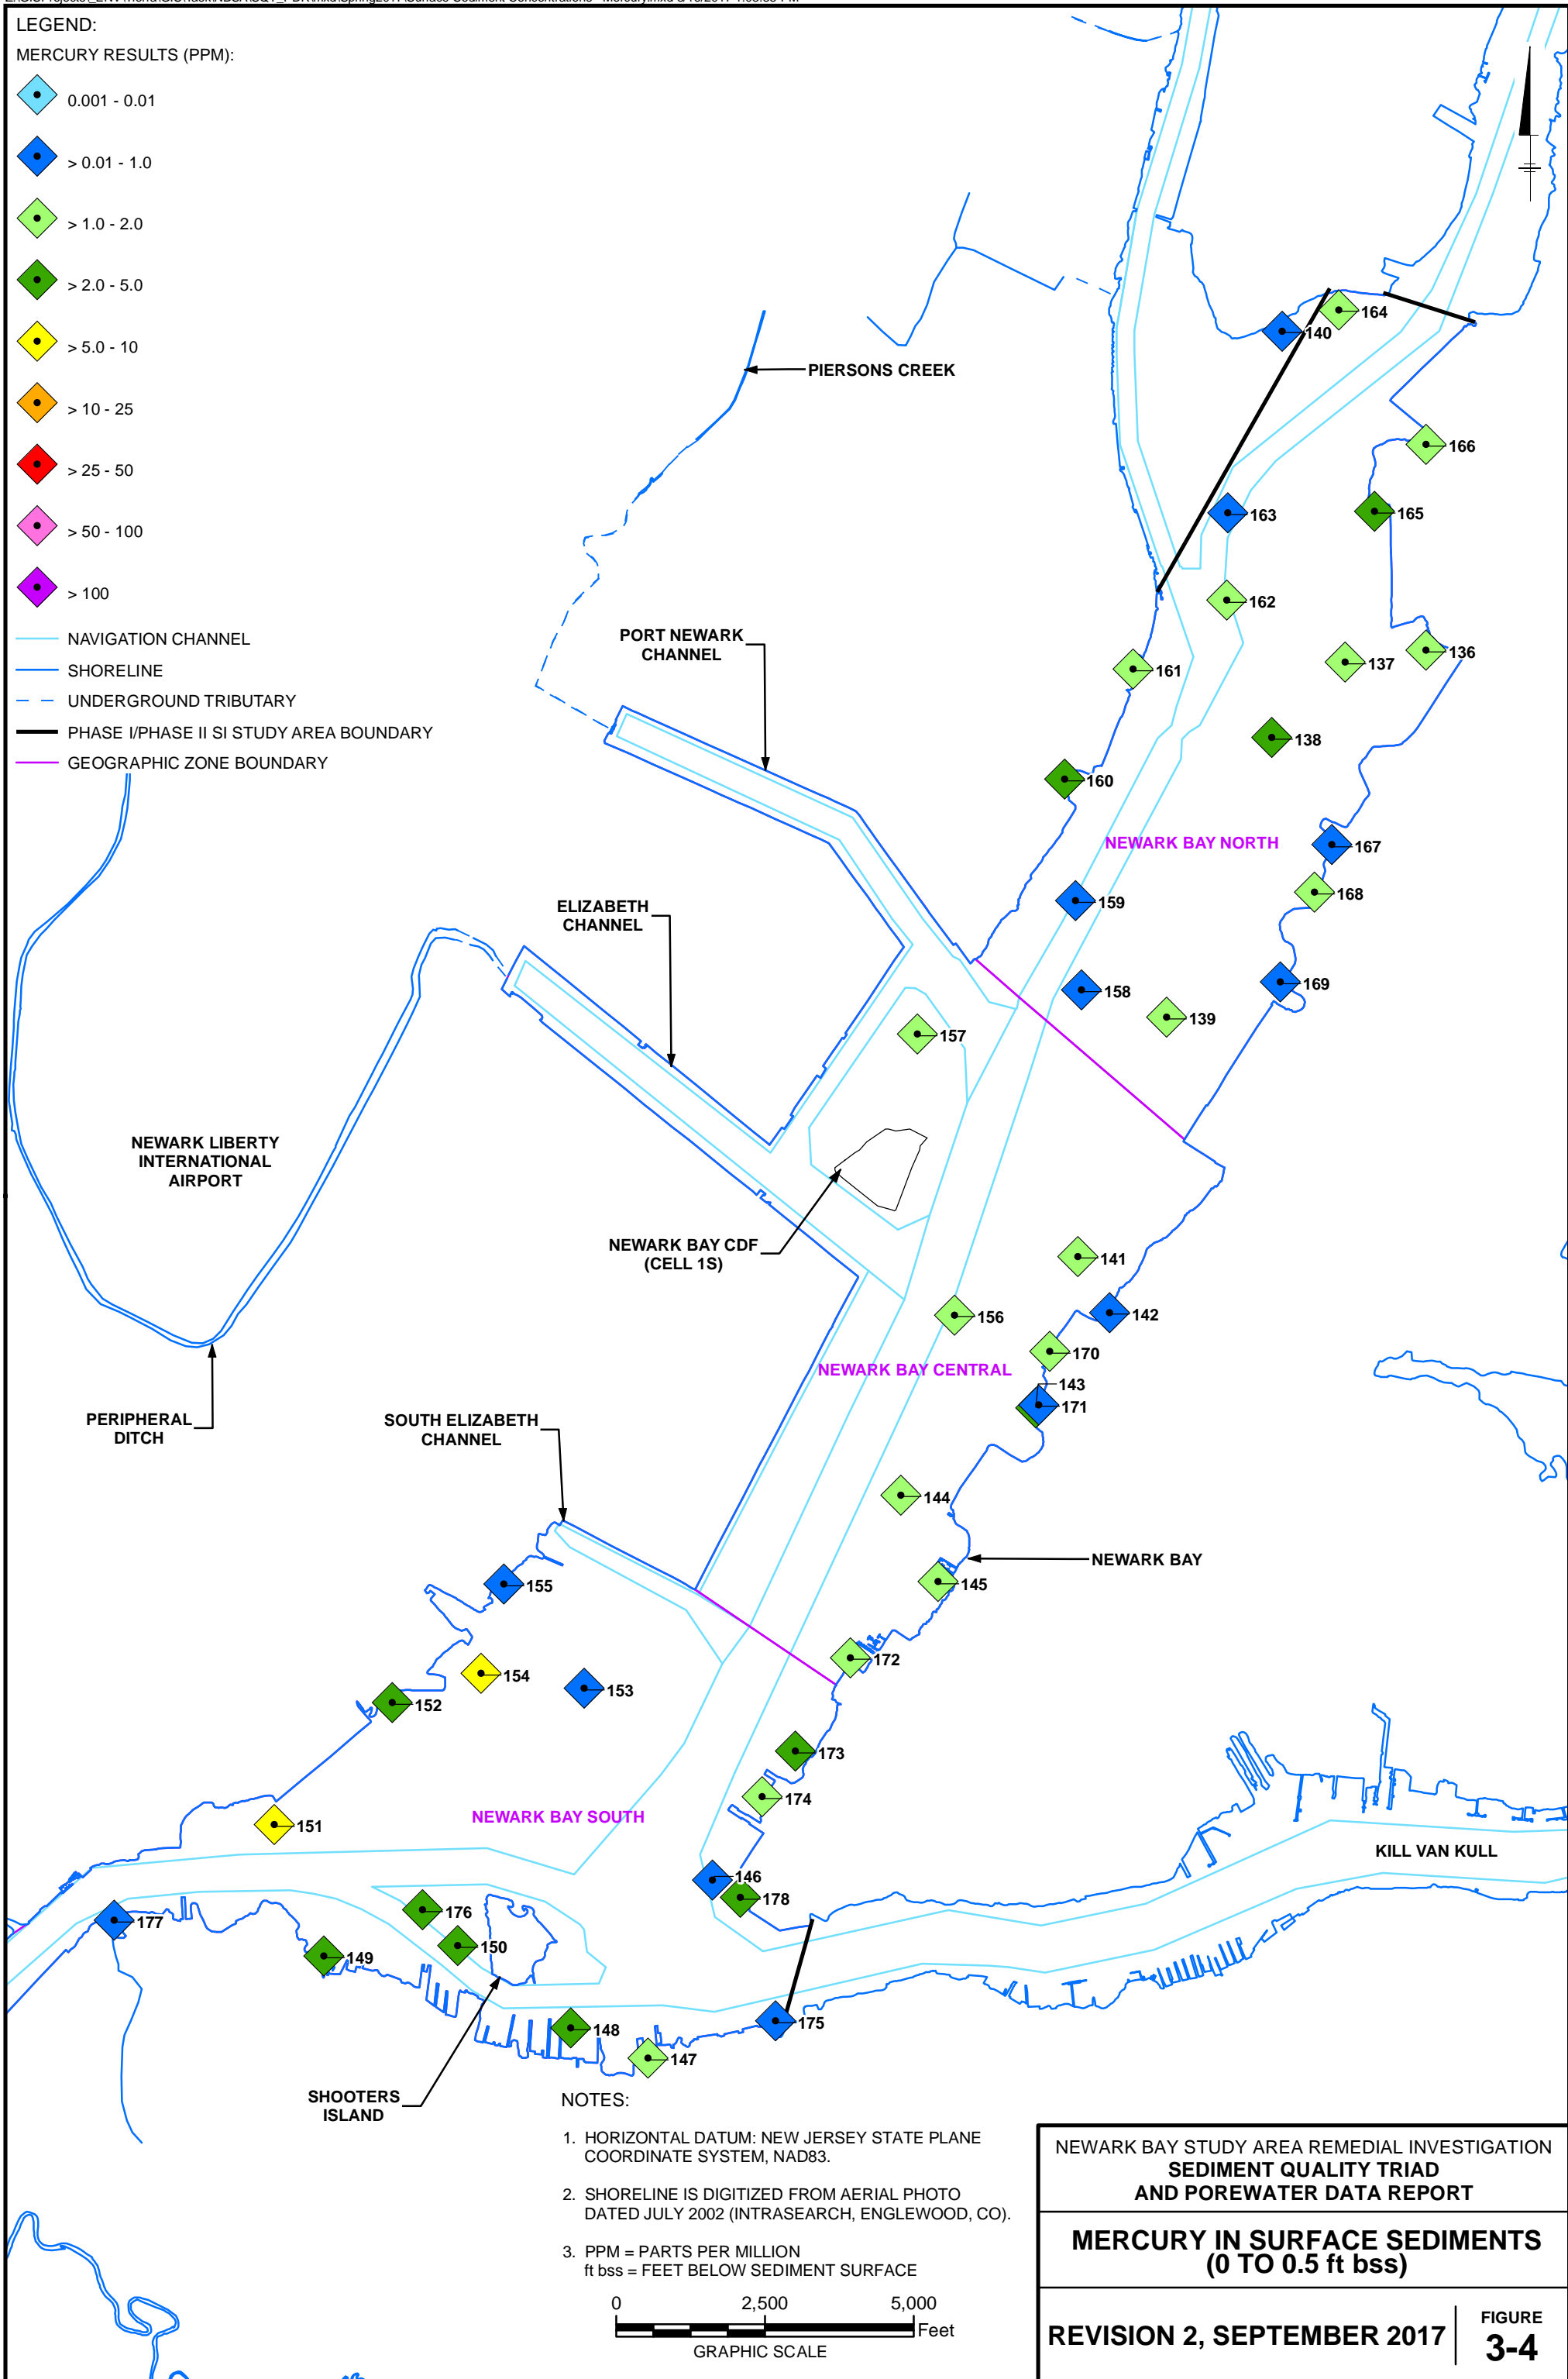 LEGEND:
MERCURY RESULTS (PPM):
0.001 - 0.01
> 0.01 - 1.0
> 1.0 - 2.0
> 2.0 - 5.0
> 5.0 - 10
> 10 - 25
> 25 - 50
> 50 - 100
> 100
NAVIGATION CHANNEL
SHORELINE
UNDERGROUND TRIBUTARY
PHASE I/PHASE II SI STUDY AREA BOUNDARY
GEOGRAPHIC ZONE BOUNDARY
164
140
PIERSONS CREEK
166
165
163
162
PORT NEWARK
CHANNEL
136
137
161
138
160
NEWARK BAY NORTH
167
168
159
ELIZABETH
CHANNEL
169
158
139
157
NEWARK LIBERTY
INTERNATIONAL
AIRPORT
NEWARK BAY CDF
(CELL 1S)
141
142
156
170
NEWARK BAY CENTRAL
143
171
PERIPHERAL
DITCH
SOUTH ELIZABETH
CHANNEL
144
NEWARK BAY
145
155
172
154
153
152
173
174
NEWARK BAY SOUTH
151
KILL VAN KULL
146
178
176
177
150
149
175
148
147
SHOOTERS
ISLAND
NOTES:
1. HORIZONTAL DATUM: NEW JERSEY STATE PLANE
COORDINATE SYSTEM, NAD83.
2. SHORELINE IS DIGITIZED FROM AERIAL PHOTO
DATED JULY 2002 (INTRASEARCH, ENGLEWOOD, CO).
3. PPM = PARTS PER MILLION
ft bss = FEET BELOW SEDIMENT SURFACE
0 2,500 5,000
Feet
GRAPHIC SCALE
NEWARK BAY STUDY AREA REMEDIAL INVESTIGATION
SEDIMENT QUALITY TRIAD
AND POREWATER DATA REPORT
MERCURY IN SURFACE SEDIMENTS
(0 TO 0.5 ft bss)
REVISION 2, SEPTEMBER 2017
FIGURE
3-4